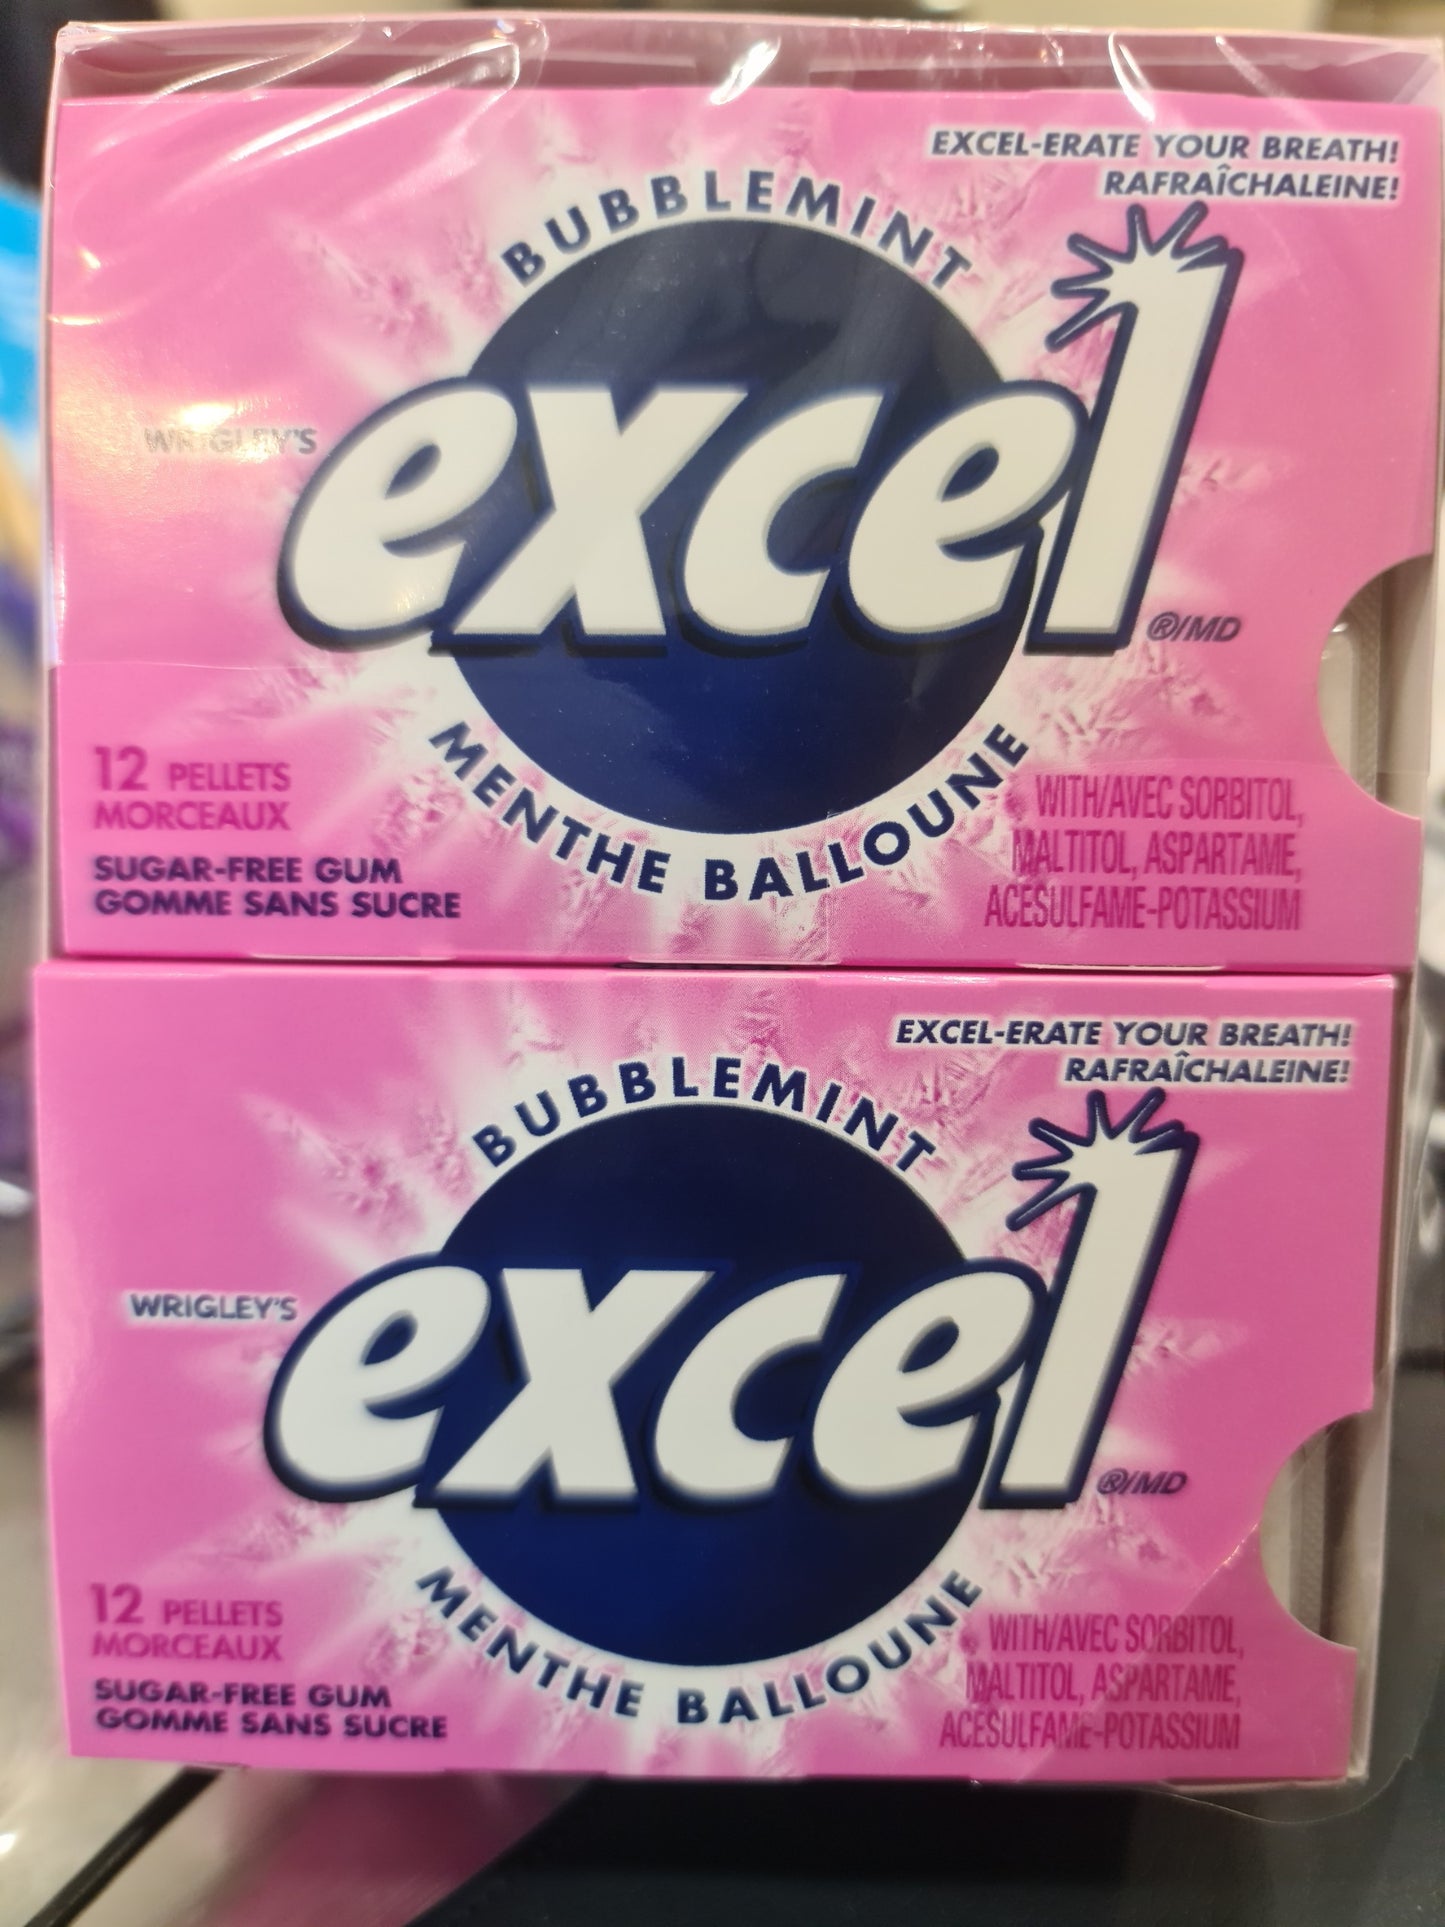 EXCEL-ERATE YOUR BREATH!
RAFRAÎCHALEINE!
BUBBLEMINT
WRIGLEY'S
excel
®/MD
MENTHE BALLOUNE
12 PELLETS
MORCEAUX
SUGAR-FREE GUM
GOMME SANS SUCRE
WITH/AVEC SORBITOL,
MALTITOL, ASPARTAME,
ACESULFAME-POTASSIUM
EXCEL-ERATE YOUR BREATH!
RAFRAÎCHALEINE!
BUBBLEMINT
WRIGLEY'S
excel
®/MD
MENTHE BALLOUNE
12 PELLETS
MORCEAUX
SUGAR-FREE GUM
GOMME SANS SUCRE
WITH/AVEC SORBITOL,
MALTITOL, ASPARTAME,
ACESULFAME-POTASSIUM